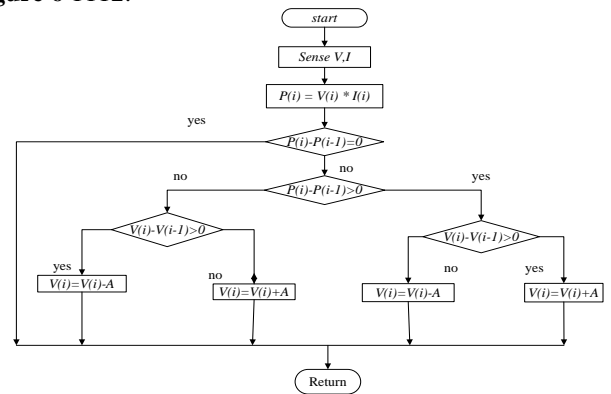 start
Sense V,I
P(i) = V(i) * I(i)
yes
P(i)-P(i-1)=0
no
no
yes
P(i)-P(i-1)>0
V(i)-V(i-1)>0
V(i)-V(i-1)>0
yes
no
no
yes
V(i)=V(i)-A
V(i)=V(i)+A
V(i)=V(i)-A
V(i)=V(i)+A
Return